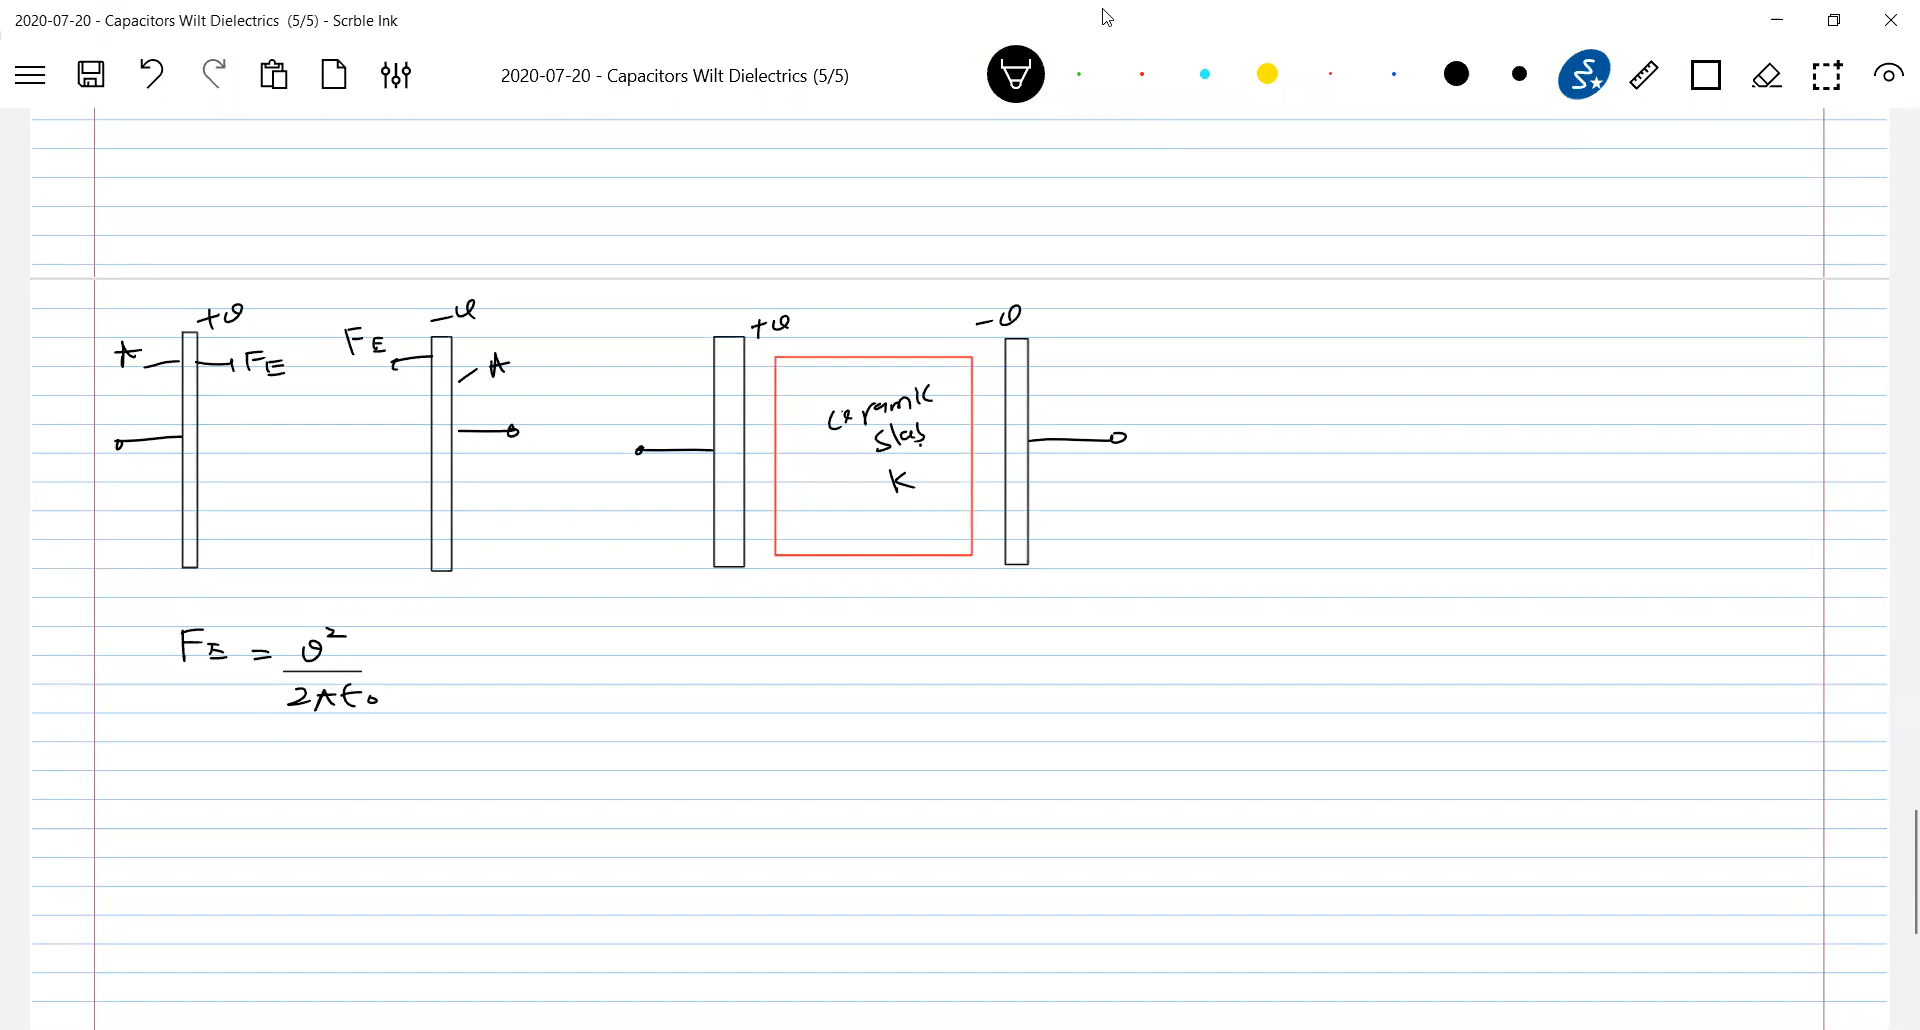 2020-07-20 - Capacitors Wilt Dielectrics (5/5) - Scrble Ink
2020-07-20 - Capacitors Wilt Dielectrics (5/5)
+Q
-Q
A
FE
FE
A
+Q
-Q
ceramic
slab
K
FE = Q²
2Aϵ₀